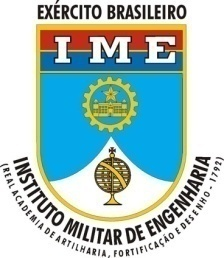 EXÉRCITO BRASILEIRO
IME
INSTITUTO MILITAR DE ENGENHARIA
(REAL ACADEMIA DE ARTILHARIA, FORTIFICAÇÃO E DESENHO - 1792)